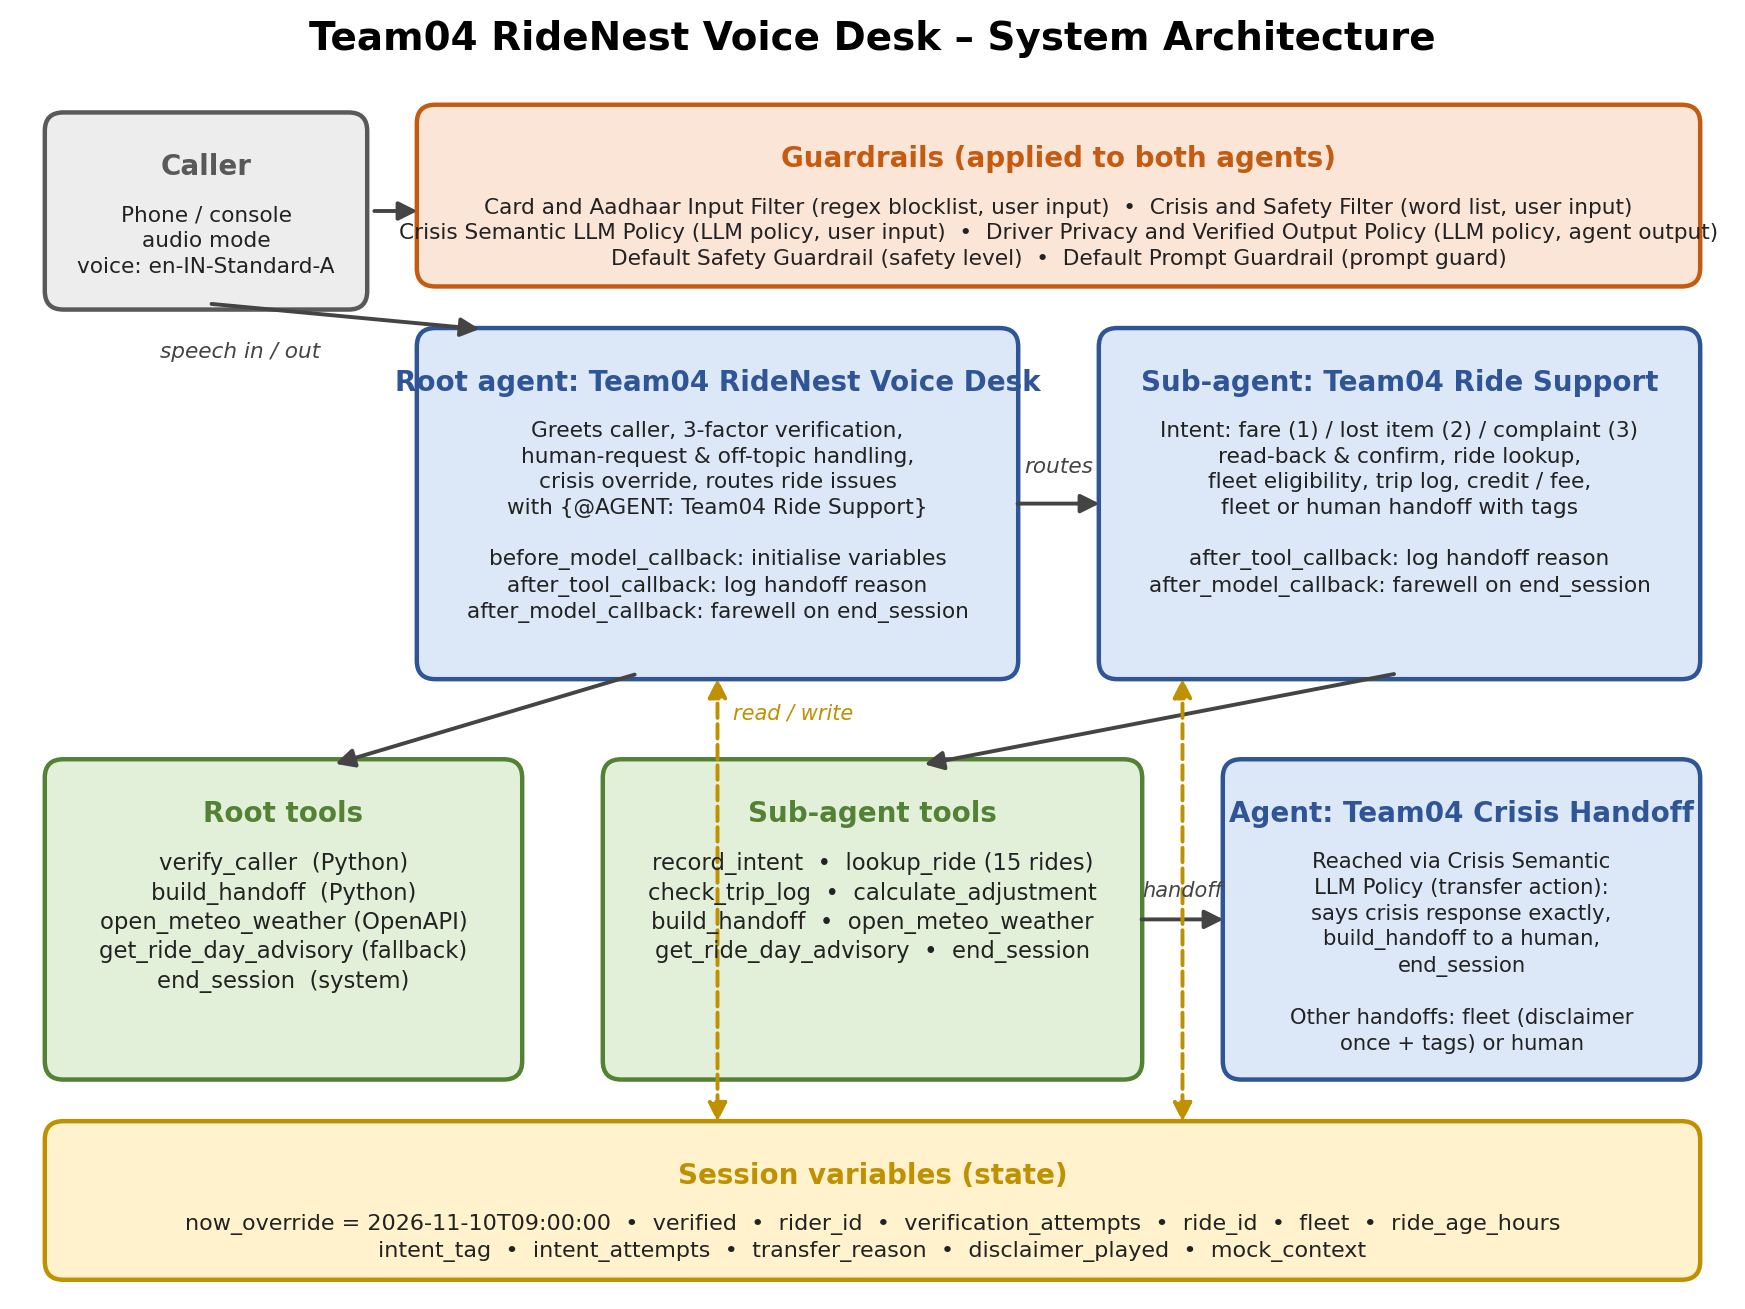 Team04 RideNest Voice Desk – System Architecture
Caller
Phone / console
audio mode
voice: en-IN-Standard-A
Guardrails (applied to both agents)
Card and Aadhaar Input Filter (regex blocklist, user input)  •  Crisis and Safety Filter (word list, user input)
Crisis Semantic LLM Policy (LLM policy, user input)  •  Driver Privacy and Verified Output Policy (LLM policy, agent output)
Default Safety Guardrail (safety level)  •  Default Prompt Guardrail (prompt guard)
speech in / out
Root agent: Team04 RideNest Voice Desk
Greets caller, 3-factor verification,
human-request & off-topic handling,
crisis override, routes ride issues
with {@AGENT: Team04 Ride Support}
before_model_callback: initialise variables
after_tool_callback: log handoff reason
after_model_callback: farewell on end_session
routes
Sub-agent: Team04 Ride Support
Intent: fare (1) / lost item (2) / complaint (3)
read-back & confirm, ride lookup,
fleet eligibility, trip log, credit / fee,
fleet or human handoff with tags
after_tool_callback: log handoff reason
after_model_callback: farewell on end_session
read / write
Root tools
verify_caller  (Python)
build_handoff  (Python)
open_meteo_weather (OpenAPI)
get_ride_day_advisory (fallback)
end_session  (system)
Sub-agent tools
record_intent  •  lookup_ride (15 rides)
check_trip_log  •  calculate_adjustment
build_handoff  •  open_meteo_weather
get_ride_day_advisory  •  end_session
handoff
Agent: Team04 Crisis Handoff
Reached via Crisis Semantic
LLM Policy (transfer action):
says crisis response exactly,
build_handoff to a human,
end_session
Other handoffs: fleet (disclaimer
once + tags) or human
Session variables (state)
now_override = 2026-11-10T09:00:00  •  verified  •  rider_id  •  verification_attempts  •  ride_id  •  fleet  •  ride_age_hours
intent_tag  •  intent_attempts  •  transfer_reason  •  disclaimer_played  •  mock_context